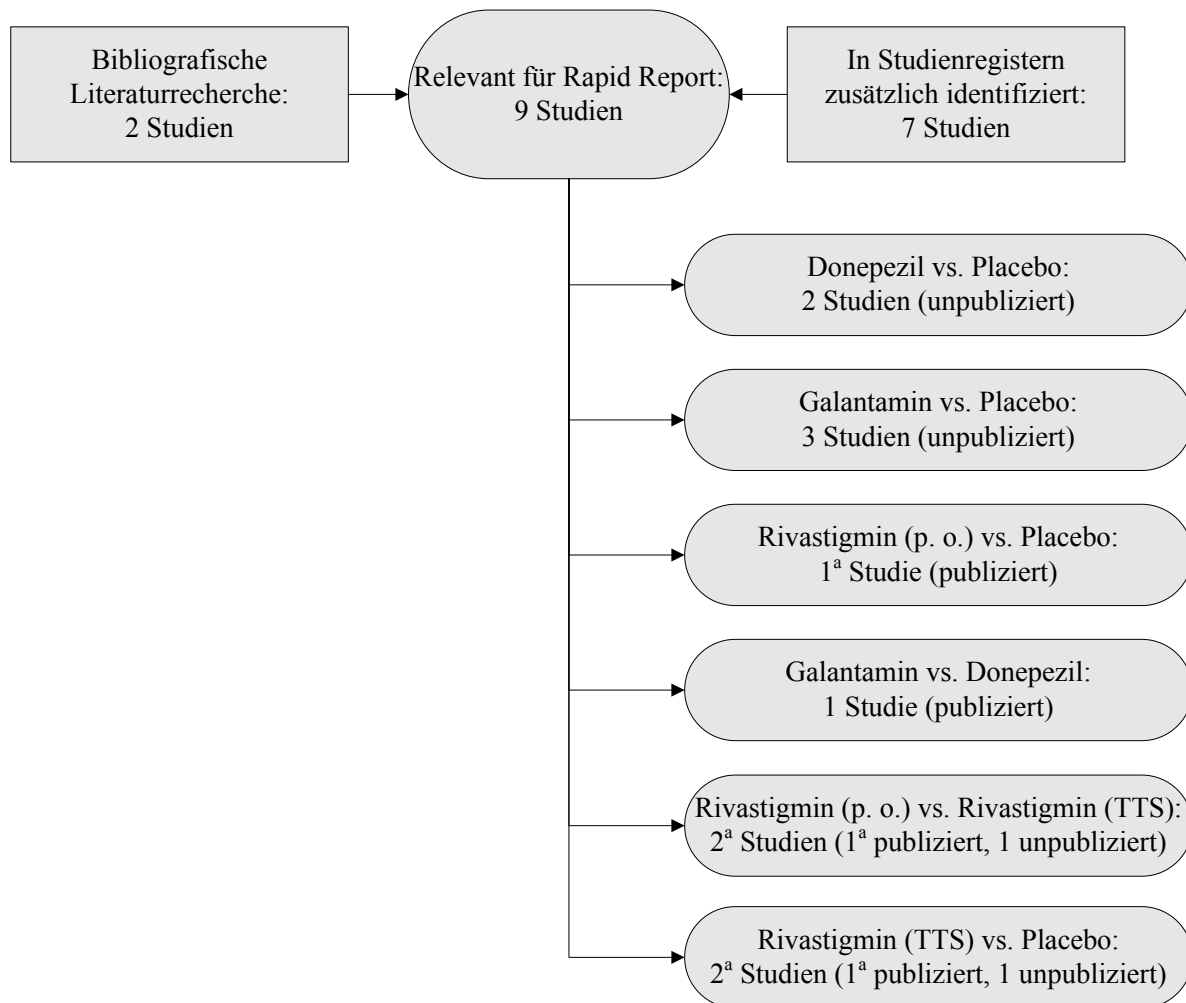 Bibliografische
Literaturrecherche:
2 Studien
Relevant für Rapid Report:
9 Studien
In Studienregistern
zusätzlich identifiziert:
7 Studien
Donepezil vs. Placebo:
2 Studien (unpubliziert)
Galantamin vs. Placebo:
3 Studien (unpubliziert)
Rivastigmin (p. o.) vs. Placebo:
1ª Studie (publiziert)
Galantamin vs. Donepezil:
1 Studie (publiziert)
Rivastigmin (p. o.) vs. Rivastigmin (TTS):
2ª Studien (1ª publiziert, 1 unpubliziert)
Rivastigmin (TTS) vs. Placebo:
2ª Studien (1ª publiziert, 1 unpubliziert)